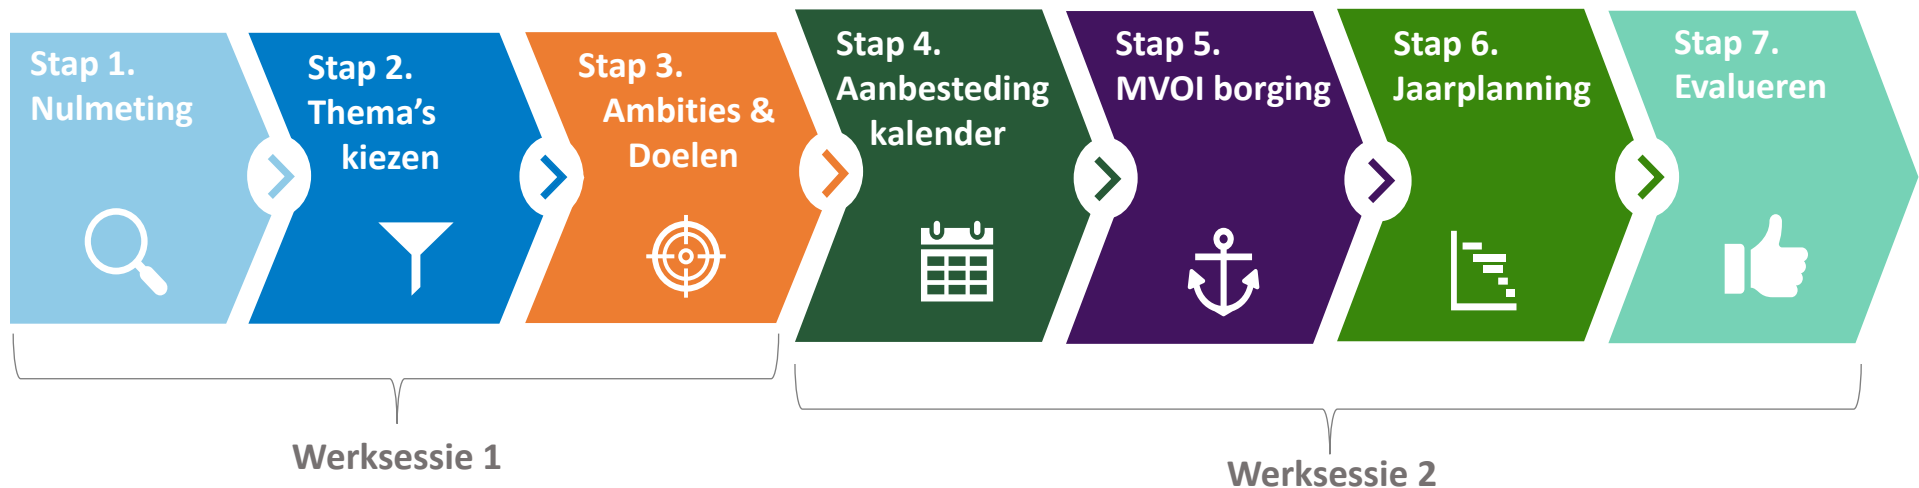 Stap 1.
Nulmeting
Stap 2.
Thema’s
kiezen
Stap 3.
Ambities &
Doelen
Stap 4.
Aanbesteding
kalender
Stap 5.
MVOI borging
Stap 6.
Jaarplanning
Stap 7.
Evalueren
Werksessie 1
Werksessie 2